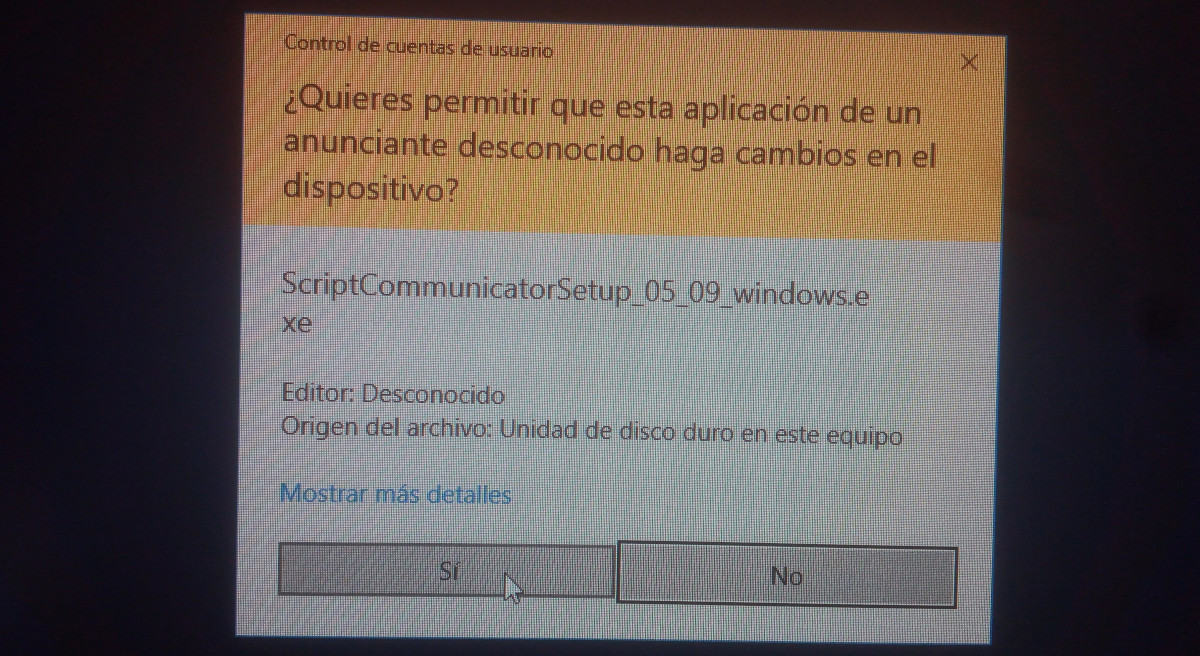 Control de cuentas de usuario
¿Quieres permitir que esta aplicación de un
anunciante desconocido haga cambios en el
dispositivo?
ScriptCommunicatorSetup_05_09_windows.e
xe
Editor: Desconocido
Origen del archivo: Unidad de disco duro en este equipo
Mostrar más detalles
Sí
No